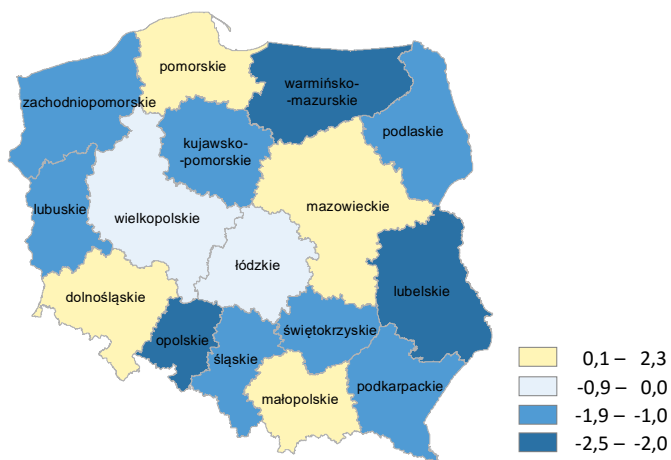 pomorskie
warmińsko-
-mazurskie
zachodniopomorskie
podlaskie
kujawsko-
-pomorskie
lubuskie
wielkopolskie
mazowieckie
łódzkie
lubelskie
dolnośląskie
opolskie
śląskie
świętokrzyskie
podkarpackie
małopolskie
0,1 – 2,3
-0,9 – 0,0
-1,9 – -1,0
-2,5 – -2,0